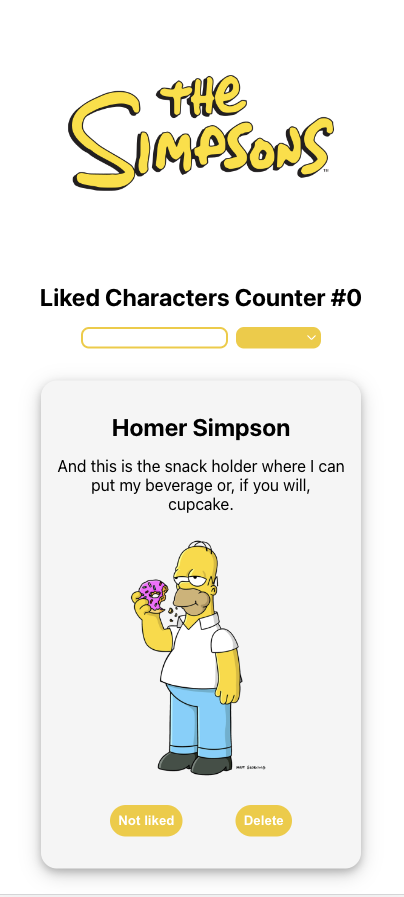 THE
SIMPSONS
TM
Liked Characters Counter #0
Homer Simpson
And this is the snack holder where I can
put my beverage or, if you will,
cupcake.
MATT GROENING
Not liked
Delete